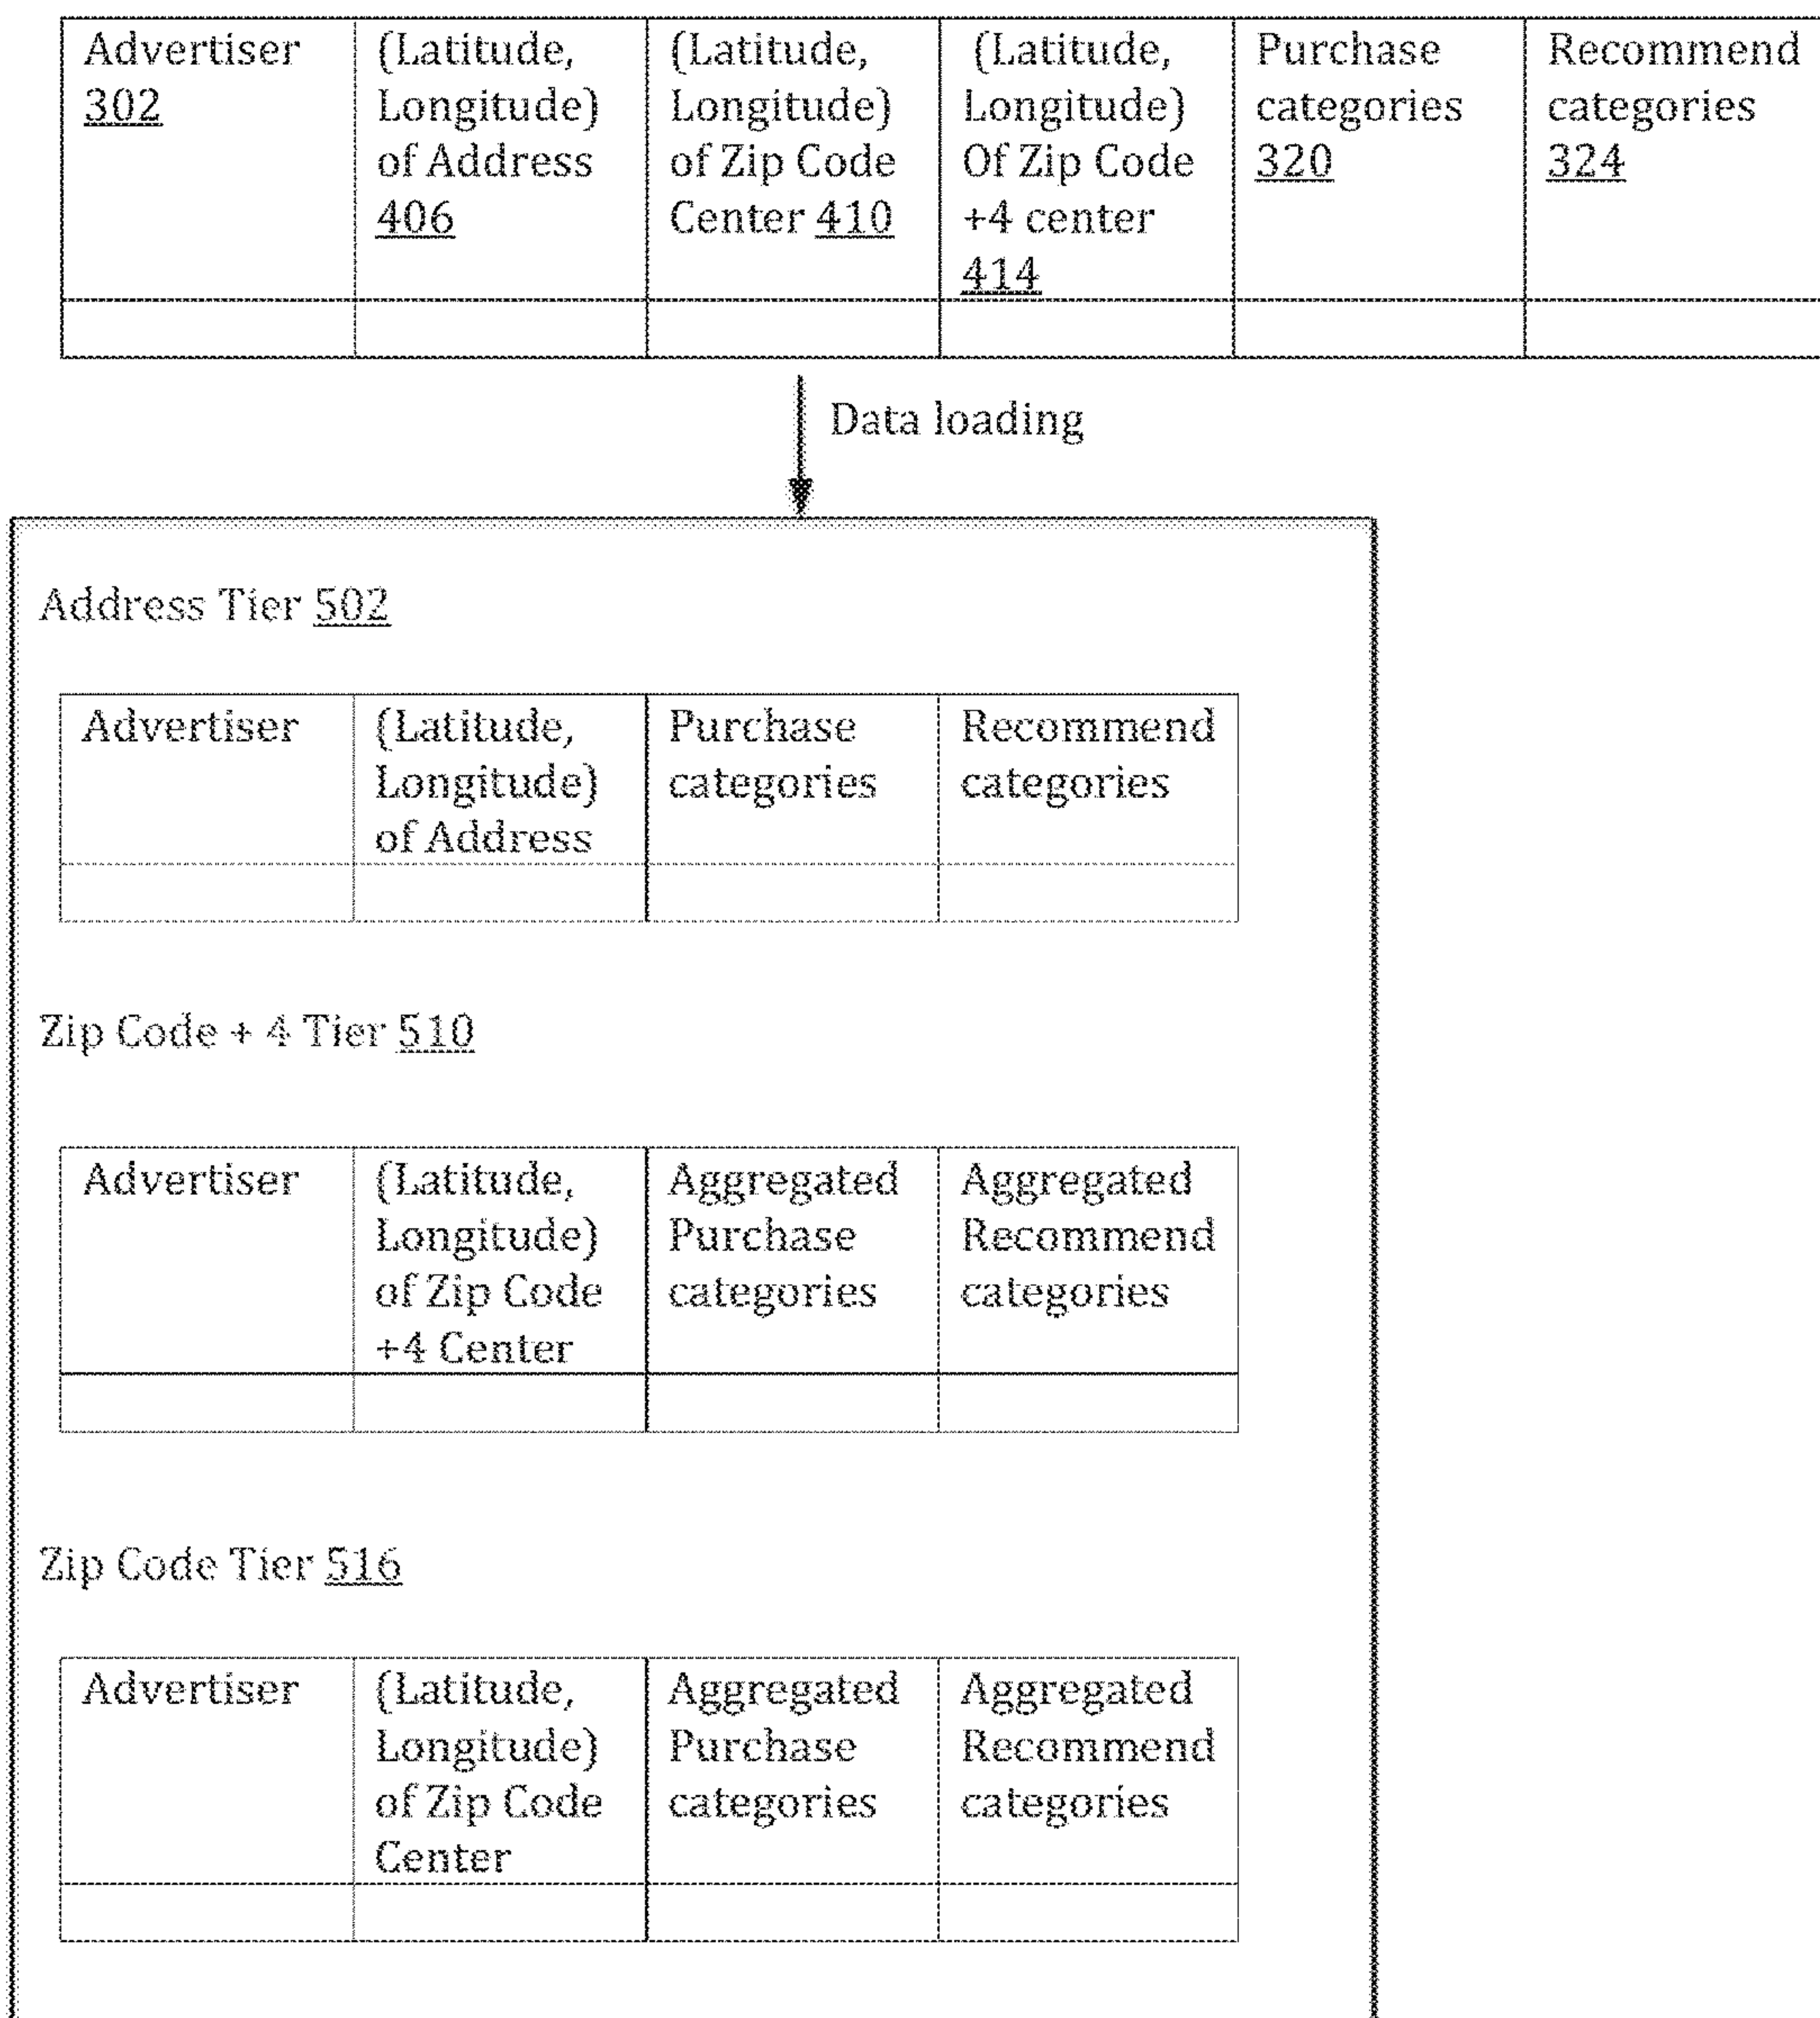 Advertiser
302
(Latitude,
Longitude)
of Address
406
(Latitude,
Longitude)
of Zip Code
Center 410
(Latitude,
Longitude)
Of Zip Code
+4 center
414
Purchase
categories
320
Recommend
categories
324
Data loading
Address Tier 502
Advertiser
(Latitude,
Longitude)
of Address
Purchase
categories
Recommend
categories
Zip Code + 4 Tier 510
Advertiser
(Latitude,
Longitude)
of Zip Code
+4 Center
Aggregated
Purchase
categories
Aggregated
Recommend
categories
Zip Code Tier 516
Advertiser
(Latitude,
Longitude)
of Zip Code
Center
Aggregated
Purchase
categories
Aggregated
Recommend
categories